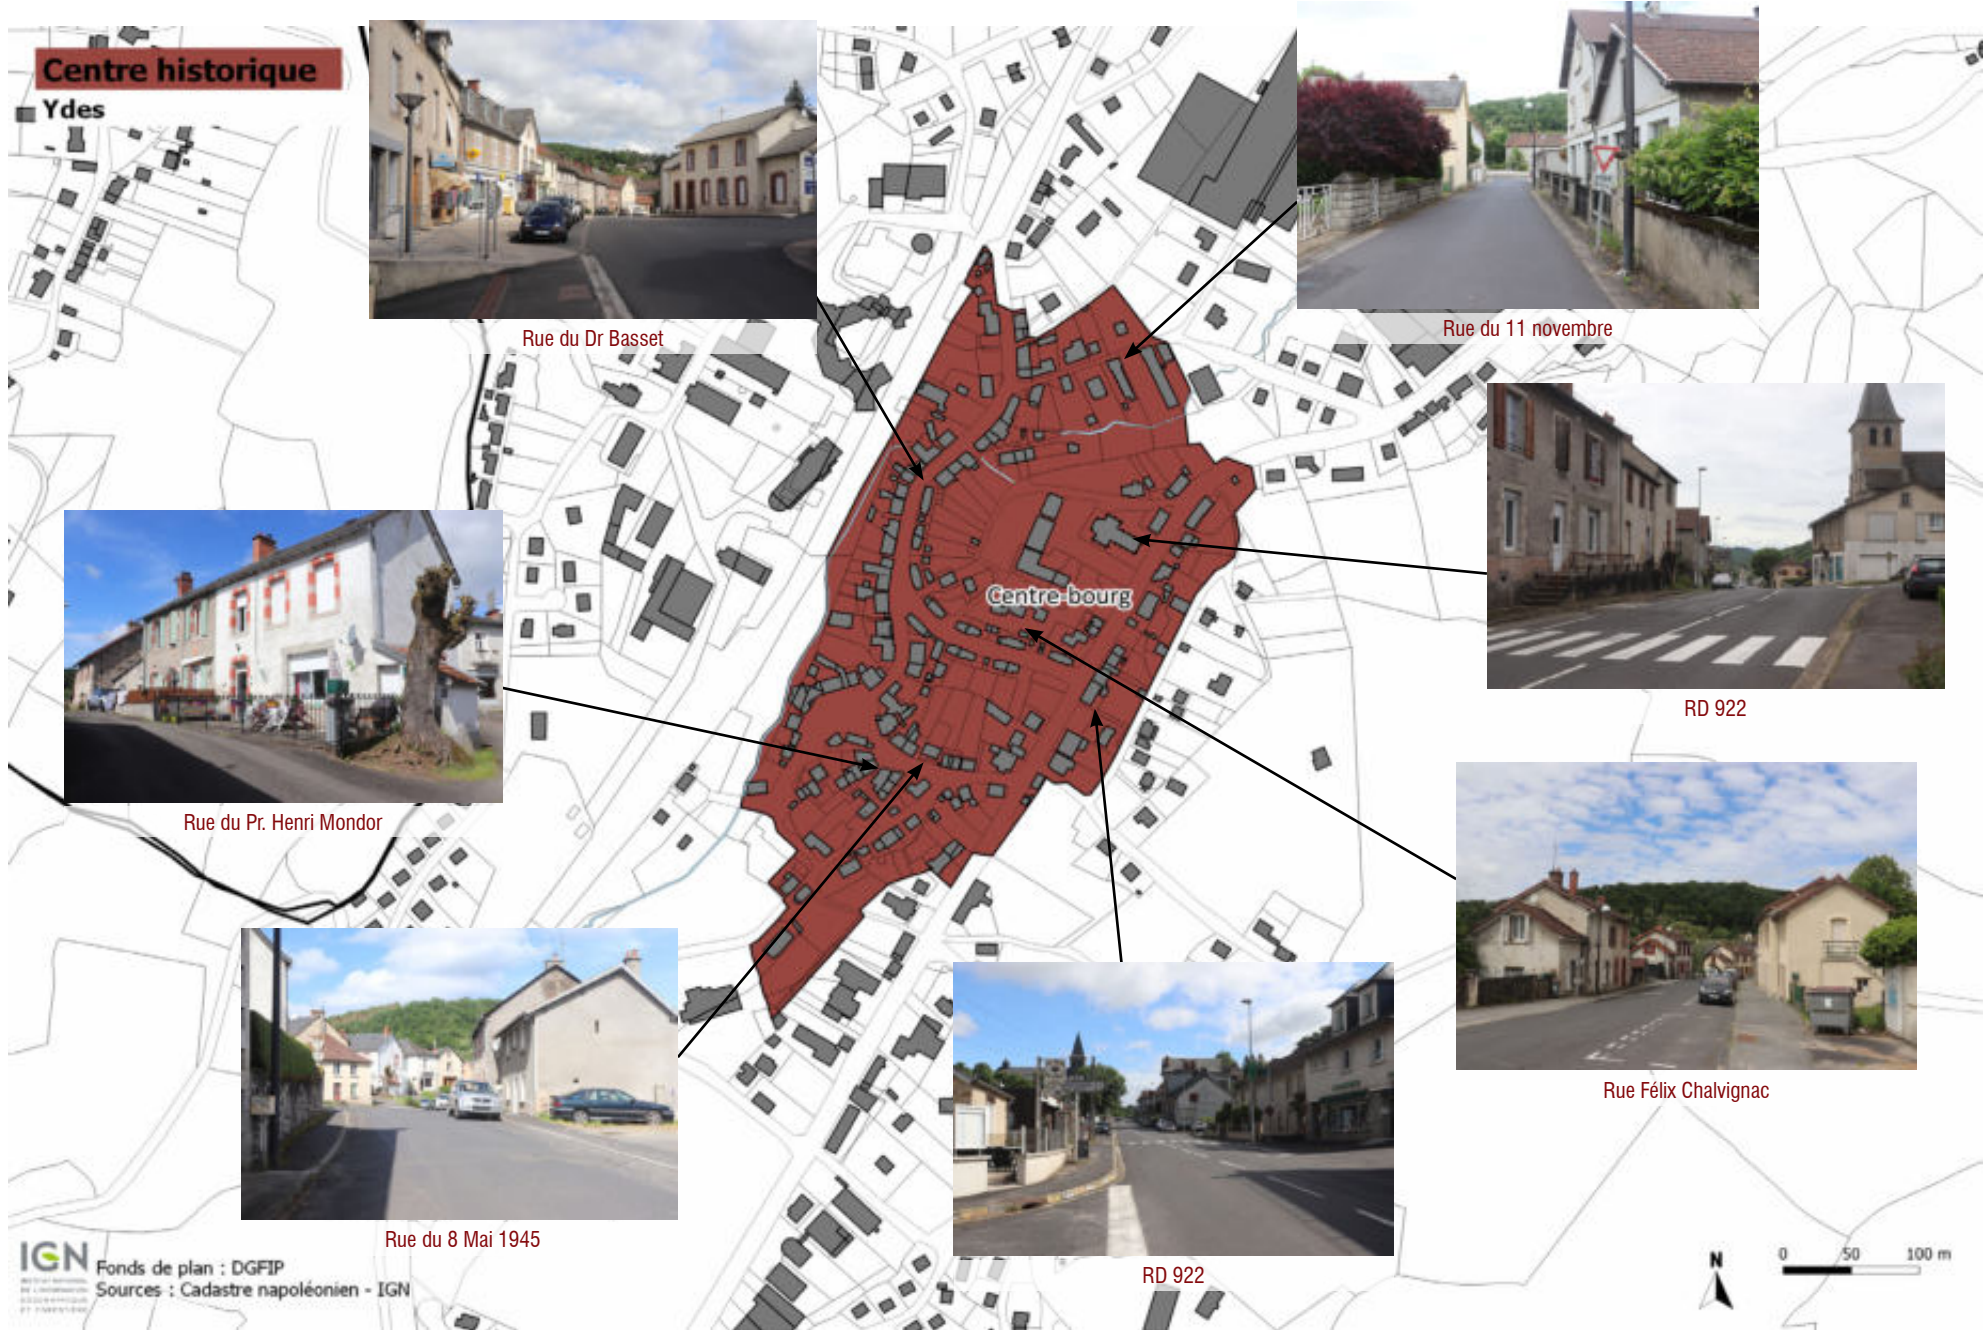 Centre historique
Ydes
Rue du Dr Basset
Rue du 11 novembre
RD 922
Centre-bourg
Rue du Pr. Henri Mondor
Rue Félix Chalvignac
Rue du 8 Mai 1945
RD 922
IGN
Fonds de plan : DGFIP
Sources : Cadastre napoléonien - IGN
N
0 50 100 m